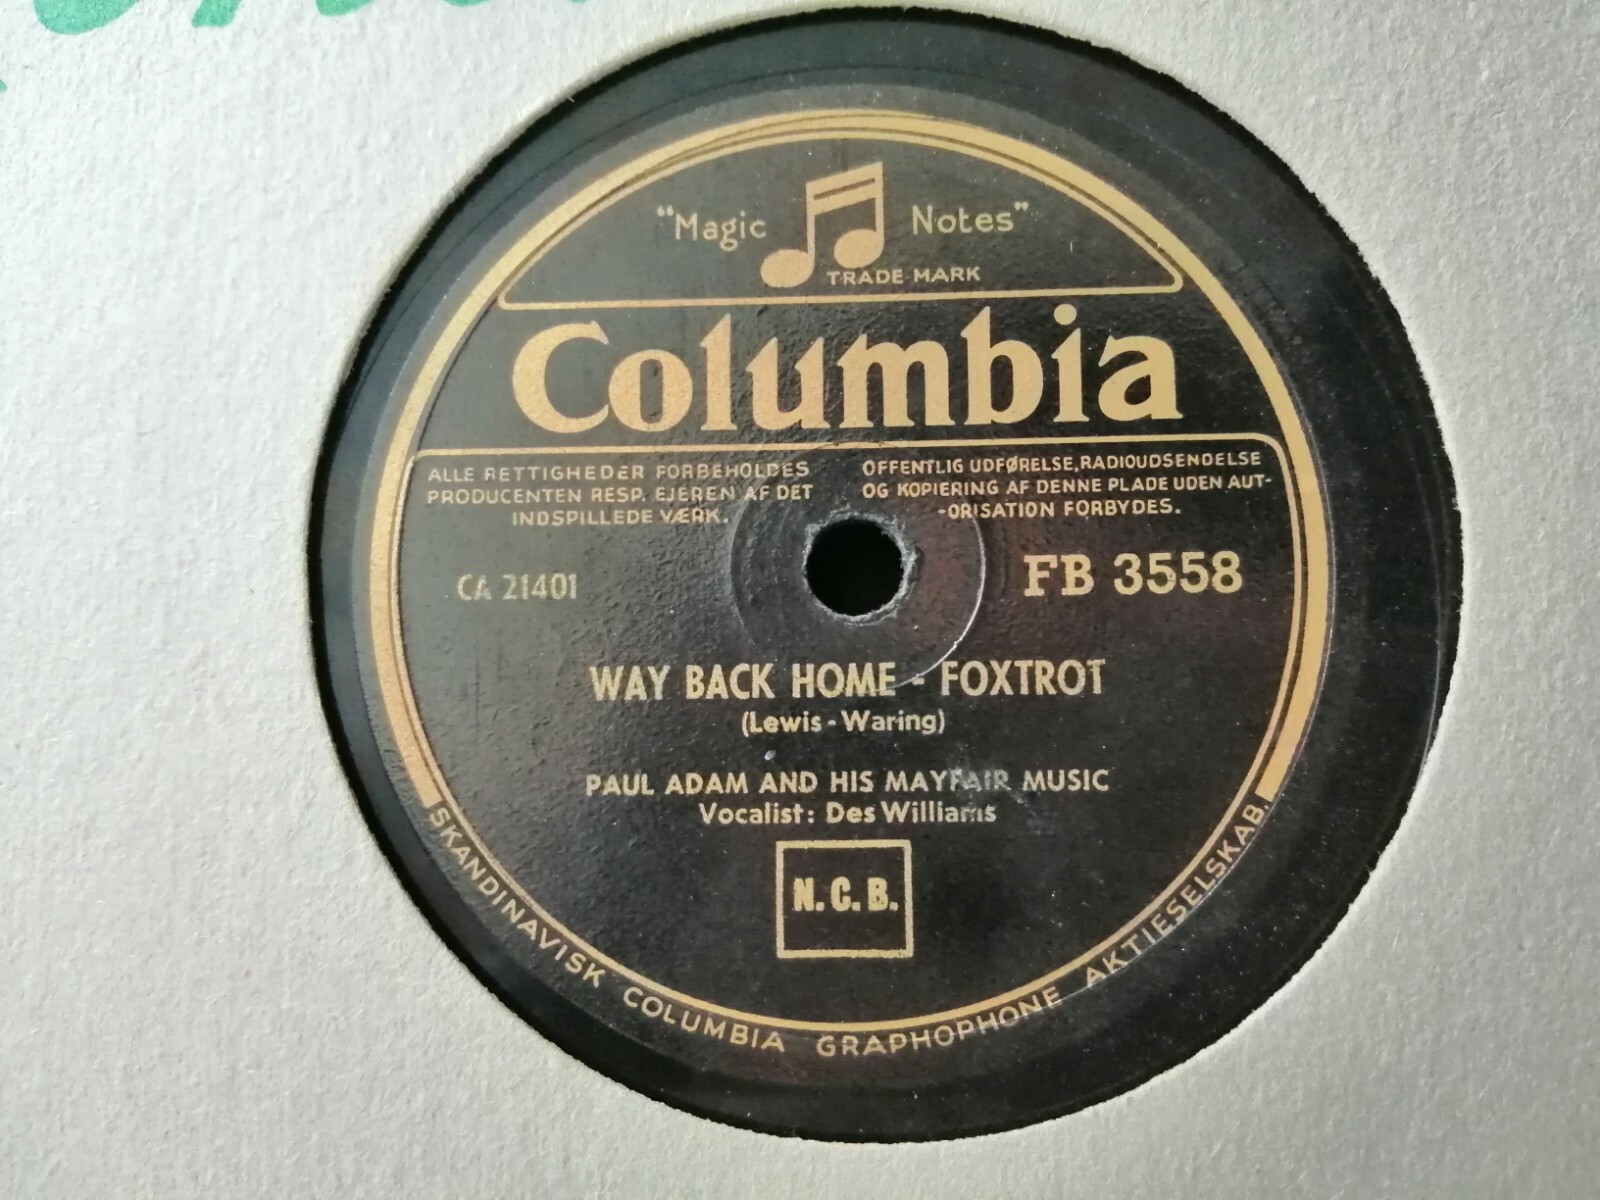 "Magic Notes"
TRADE MARK
Columbia
ALLE RETTIGHEDER FORBEHOLDES
PRODUCENTEN RESP. EJEREN AF DET
INDSPILLEDE VÆRK.
OFFENTLIG UDFØRELSE, RADIOUDSENDELSE
OG KOPIERING AF DENNE PLADE UDEN AUT-
-ORISATION FORBYDES.
CA 21401
FB 3558
WAY BACK HOME - FOXTROT
(Lewis - Waring)
PAUL ADAM AND HIS MAYFAIR MUSIC
Vocalist: Des Williams
N. C. B.
SKANDINAVISK COLUMBIA GRAPHOPHONE AKTIESELSKAB.